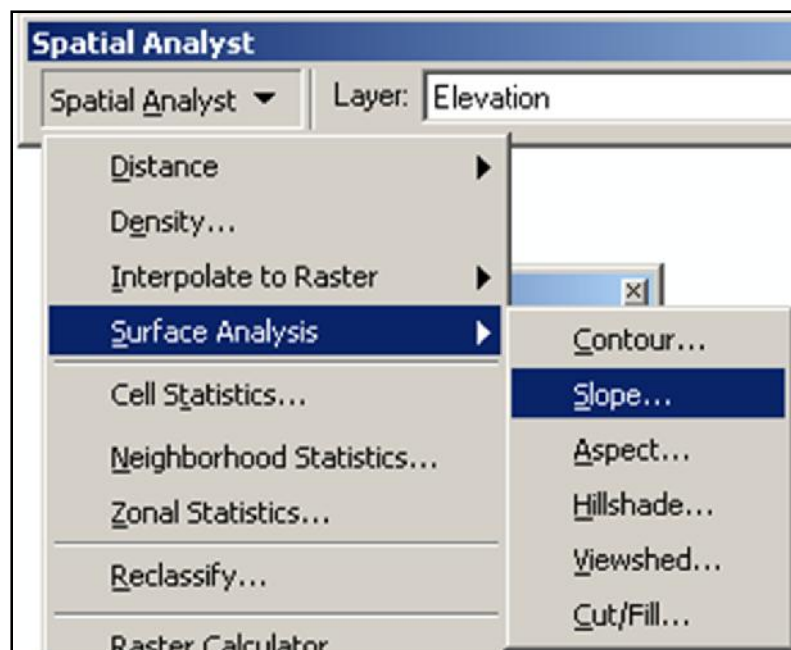 Spatial Analyst
Spatial Analyst Layer: Elevation
Distance
Density...
Interpolate to Raster
Surface Analysis
Cell Statistics...
Neighborhood Statistics...
Zonal Statistics...
Reclassify...
Raster Calculator
Contour...
Slope...
Aspect...
Hillshade...
Viewshed...
Cut/Fill...